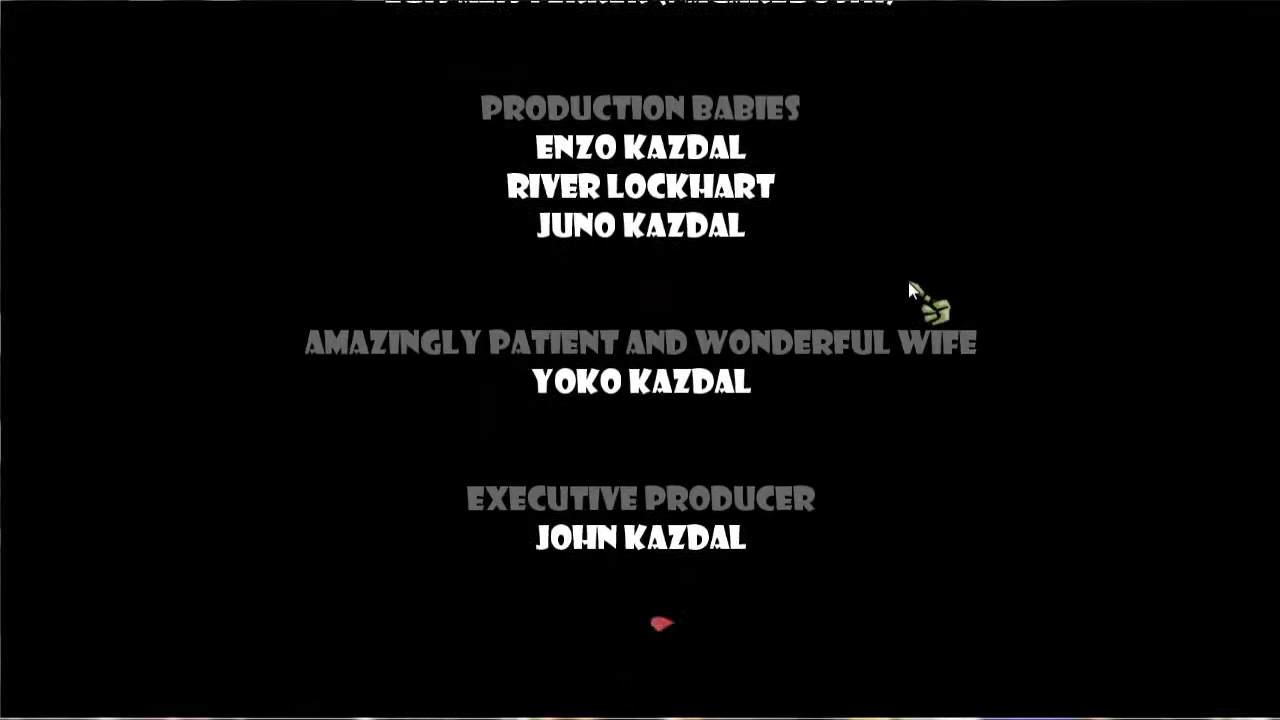 PRODUCTION BABIES
ENZO KAZDAL
RIVER LOCKHART
JUNO KAZDAL
AMAZINGLY PATIENT AND WONDERFUL WIFE
YOKO KAZDAL
EXECUTIVE PRODUCER
JOHN KAZDAL